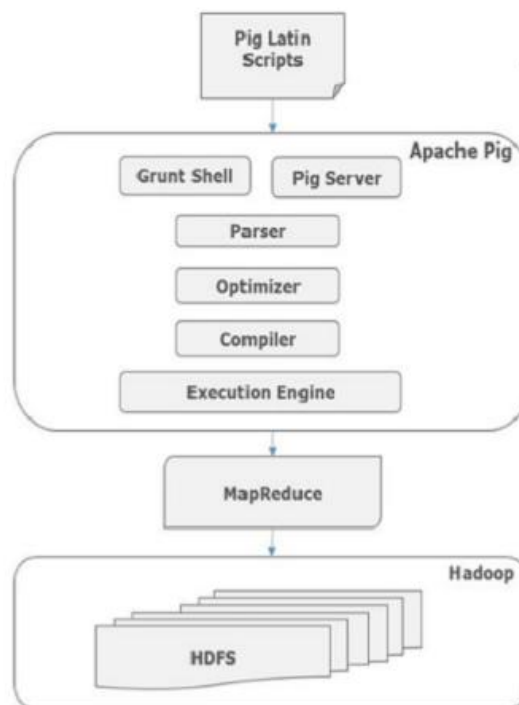 Pig Latin
Scripts
Apache Pig
Grunt Shell
Pig Server
Parser
Optimizer
Compiler
Execution Engine
MapReduce
Hadoop
HDFS